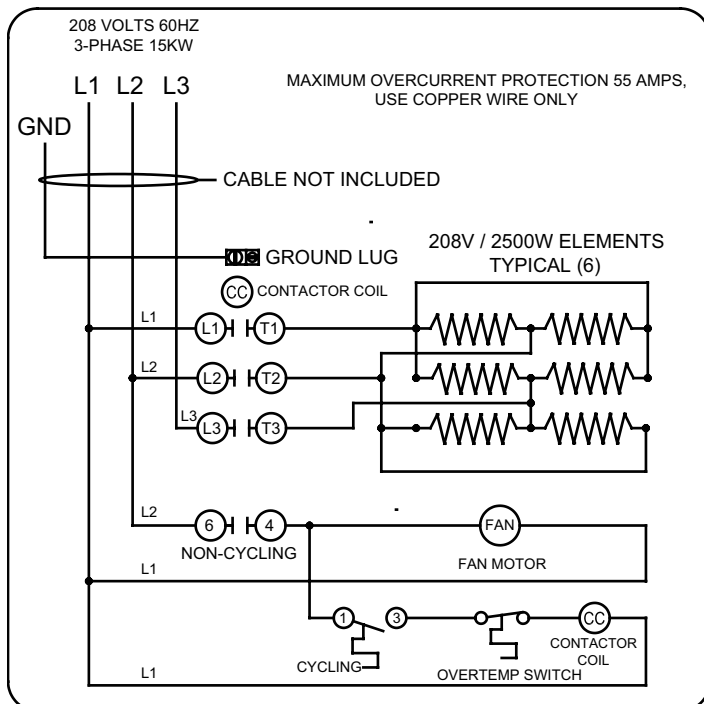 208 VOLTS 60HZ
3-PHASE 15KW
L1 L2 L3
MAXIMUM OVERCURRENT PROTECTION 55 AMPS,
USE COPPER WIRE ONLY
GND
CABLE NOT INCLUDED
GROUND LUG
208V / 2500W ELEMENTS
TYPICAL (6)
CC CONTACTOR COIL
L1 L1 T1
L2 L2 T2
L3 L3 T3
L2 6 4 FAN
NON-CYCLING
FAN MOTOR
L1
1 3 CC
CYCLING
OVERTEMP SWITCH
CONTACTOR
COIL
L1